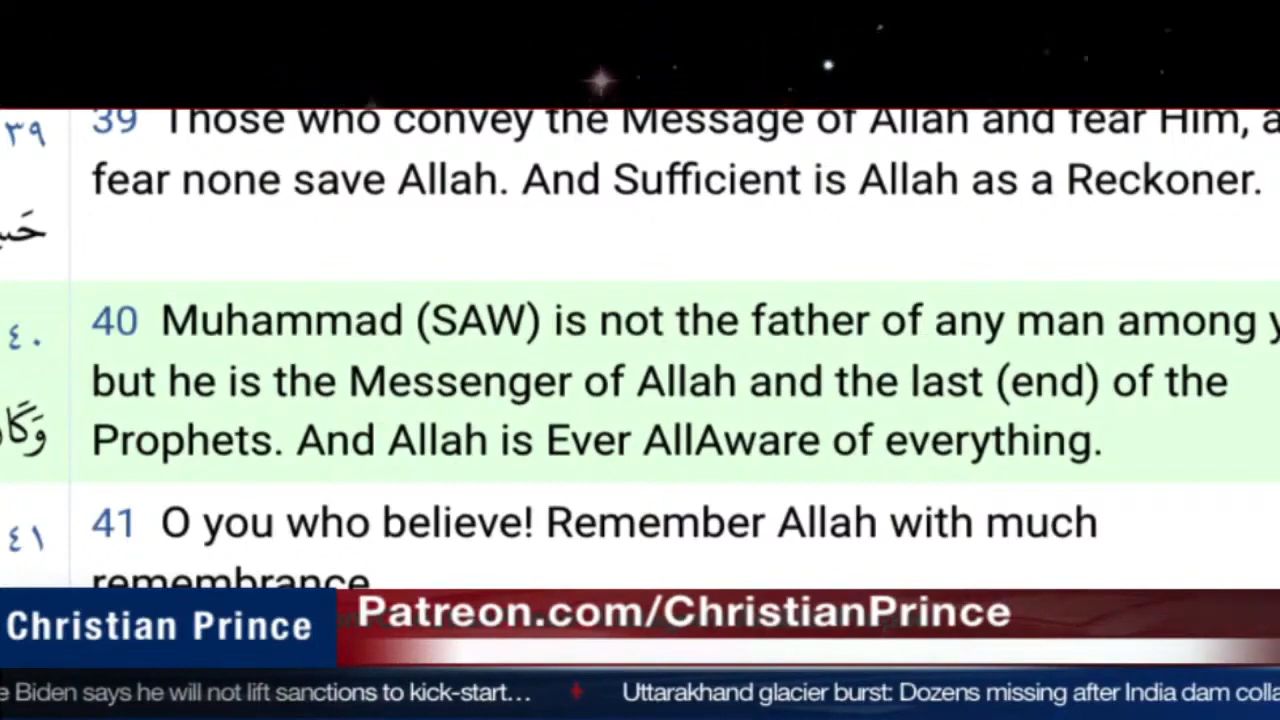 ٣٩
39 Those who convey the Message of Allah and fear Him, a
fear none save Allah. And Sufficient is Allah as a Reckoner.
٤٠
40 Muhammad (SAW) is not the father of any man among y
but he is the Messenger of Allah and the last (end) of the
Prophets. And Allah is Ever AllAware of everything.
٤١
41 O you who believe! Remember Allah with much
remembrance
Christian Prince
Patreon.com/ChristianPrince
e Biden says he will not lift sanctions to kick-start...
Uttarakhand glacier burst: Dozens missing after India dam colla